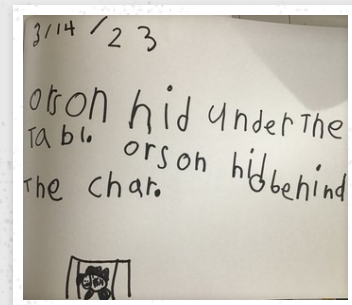 3/14/23
orson hid under The
Tabl. orson hid behind
The char.